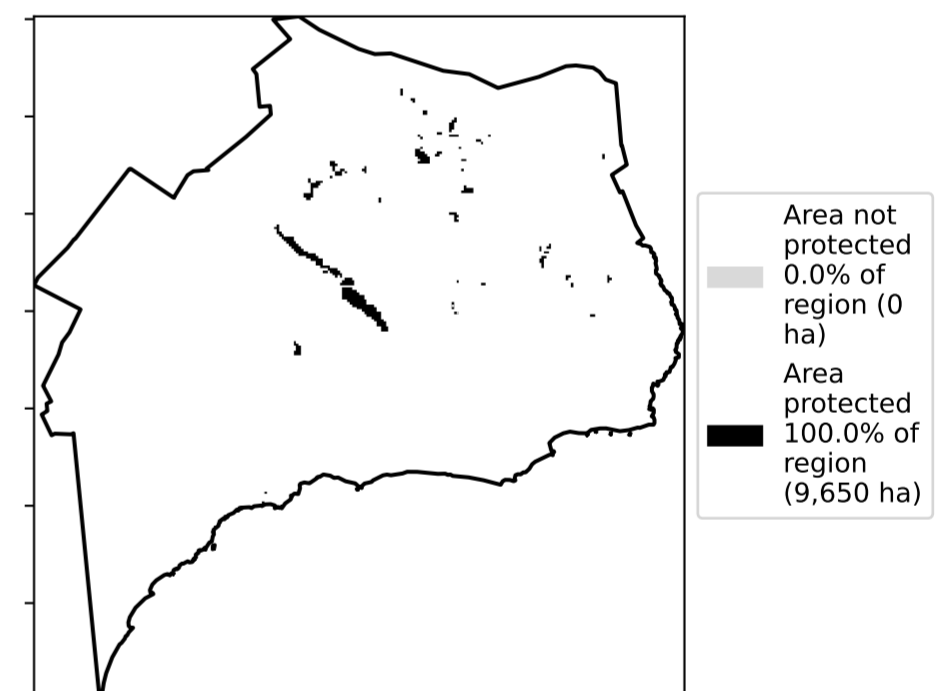 Area not
protected
0.0% of
region (0
ha)
Area
protected
100.0% of
region
(9,650 ha)